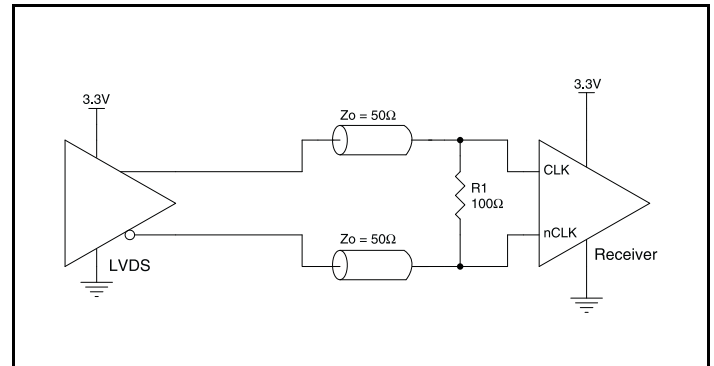 3.3V
3.3V
Zo = 50Ω
CLK
R1
100Ω
Zo = 50Ω
nCLK
LVDS
Receiver